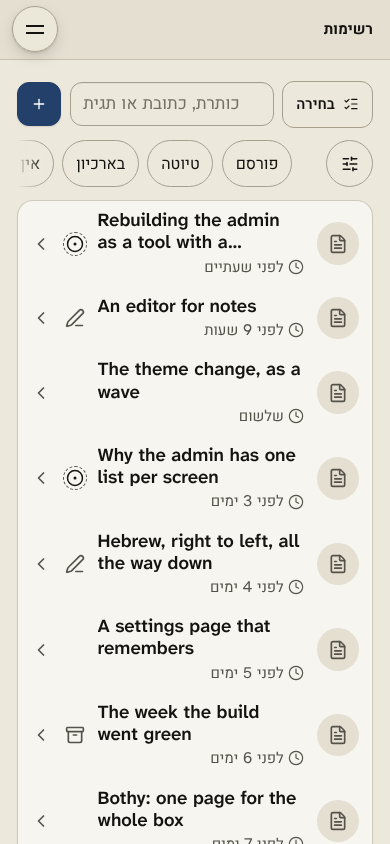 רשימות
בחירה
כותרת, כתובת או תגית
+
פורסם
טיוטה
בארכיון
Rebuilding the admin
as a tool with a...
לפני שעתיים
An editor for notes
לפני 9 שעות
The theme change, as a
wave
שלשום
Why the admin has one
list per screen
לפני 3 ימים
Hebrew, right to left, all
the way down
לפני 4 ימים
A settings page that
remembers
לפני 5 ימים
The week the build
went green
לפני 6 ימים
Bothy: one page for the
whole box
לפני 7 ימים